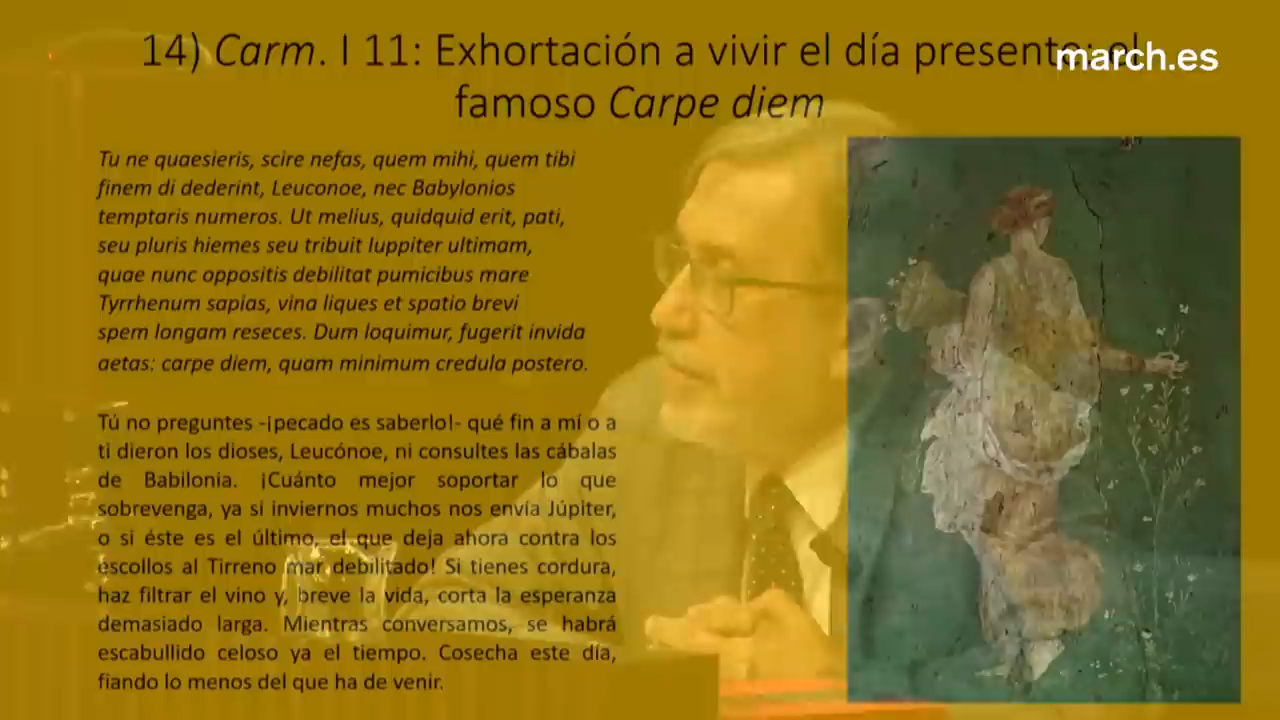 14) Carm. I 11: Exhortación a vivir el día presente: el
march.es
famoso Carpe diem
Tu ne quaesieris, scire nefas, quem mihi, quem tibi
finem di dederint, Leuconoe, nec Babylonios
temptaris numeros. Ut melius, quidquid erit, pati,
seu pluris hiemes seu tribuit Iuppiter ultimam,
quae nunc oppositis debilitat pumicibus mare
Tyrrhenum sapias, vina liques et spatio brevi
spem longam reseces. Dum loquimur, fugerit invida
aetas: carpe diem, quam minimum credula postero.
Tú no preguntes -¡pecado es saberlo!- qué fin a mí o a
ti dieron los dioses, Leucónoe, ni consultes las cábalas
de Babilonia. ¡Cuánto mejor soportar lo que
sobrevenga, ya si inviernos muchos nos envía Júpiter,
o si éste es el último, el que deja ahora contra los
escollos al Tirreno mar debilitado! Si tienes cordura,
haz filtrar el vino y, breve la vida, corta la esperanza
demasiado larga. Mientras conversamos, se habrá
escabullido celoso ya el tiempo. Cosecha este día,
fiando lo menos del que ha de venir.